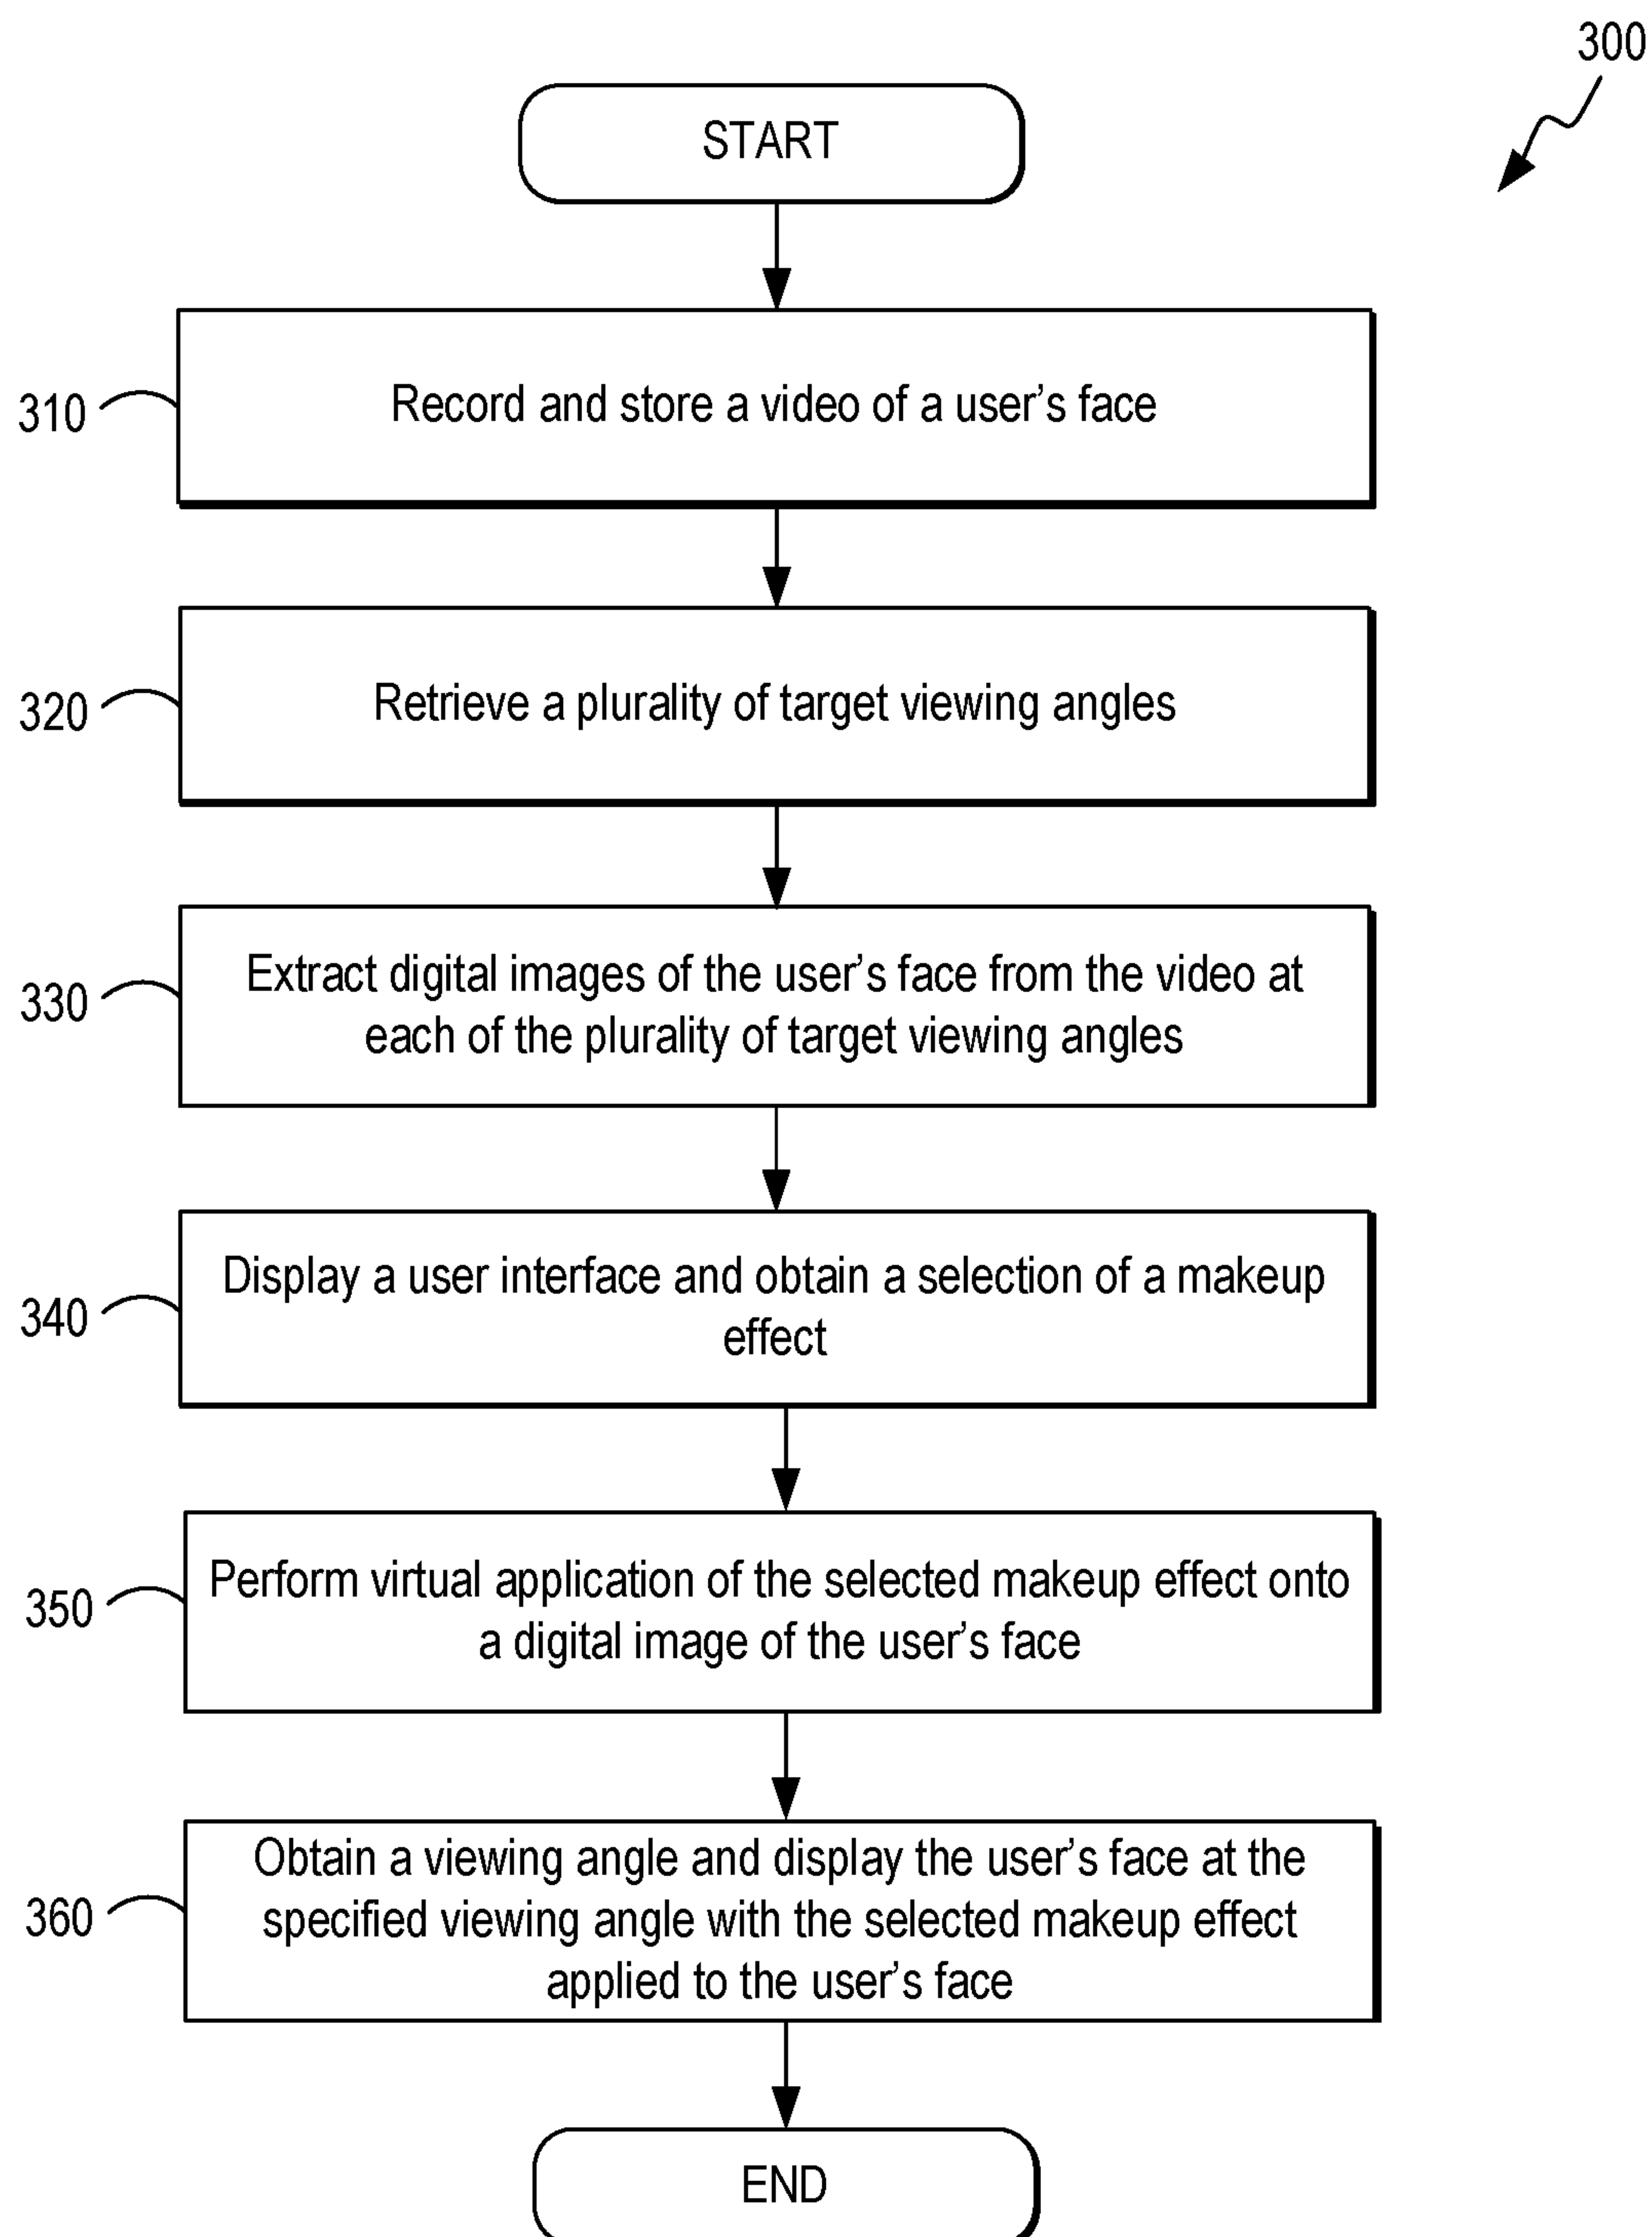 300
START
310
Record and store a video of a user's face
320
Retrieve a plurality of target viewing angles
330
Extract digital images of the user's face from the video at
each of the plurality of target viewing angles
340
Display a user interface and obtain a selection of a makeup
effect
350
Perform virtual application of the selected makeup effect onto
a digital image of the user's face
360
Obtain a viewing angle and display the user's face at the
specified viewing angle with the selected makeup effect
applied to the user's face
END